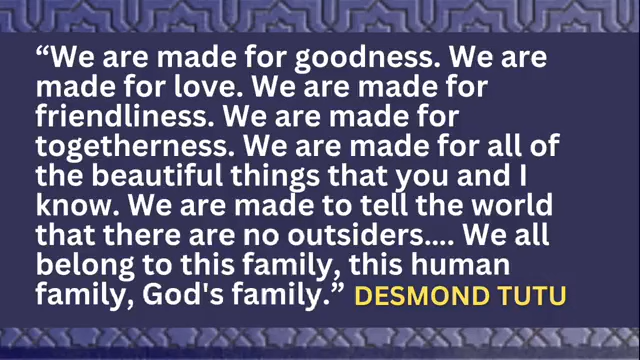 “We are made for goodness. We are
made for love. We are made for
friendliness. We are made for
togetherness. We are made for all of
the beautiful things that you and I
know. We are made to tell the world
that there are no outsiders.... We all
belong to this family, this human
family, God's family.” DESMOND TUTU